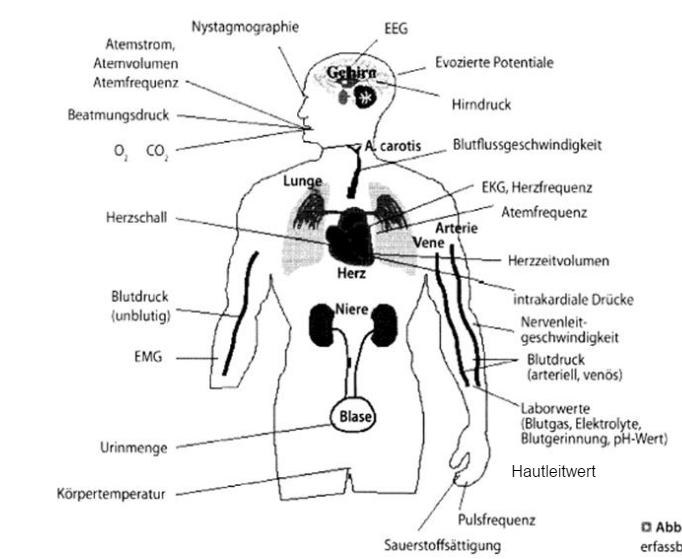 Nystagmographie
EEG
Atemstrom,
Atemvolumen
Atemfrequenz
Evozierte Potentiale
Gehirn
Hirndruck
Beatmungsdruck
O₂ CO₂
A. carotis
Blutflussgeschwindigkeit
Lunge
EKG, Herzfrequenz
Atemfrequenz
Herzschall
Arterie
Vene
Herz
Herzzeitvolumen
intrakardiale Drücke
Blutdruck
(unblutig)
Niere
Nervenleit-
geschwindigkeit
EMG
Blutdruck
(arteriell, venös)
Blase
Laborwerte
(Blutgas, Elektrolyte,
Blutgerinnung, pH-Wert)
Urinmenge
Hautleitwert
Körpertemperatur
Pulsfrequenz
Sauerstoffsättigung
Abb
erfassb